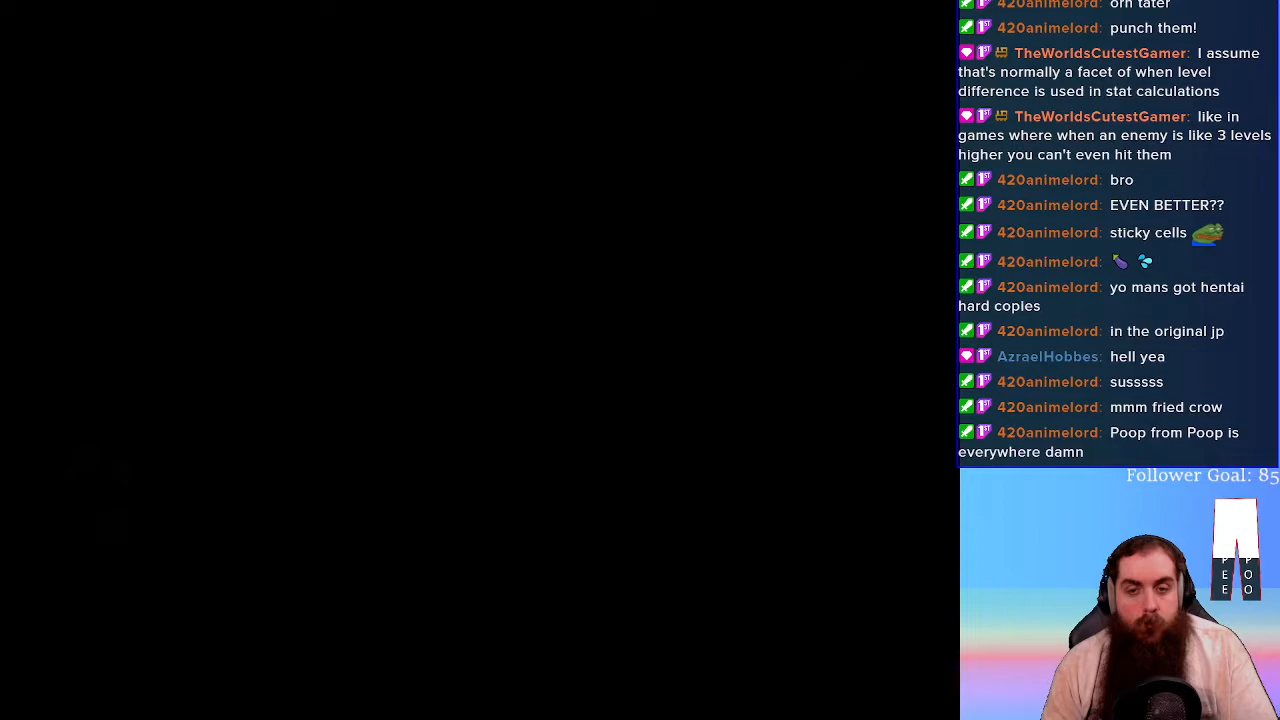 420animelord: orn tater
420animelord: punch them!
TheWorldsCutestGamer: I assume
that's normally a facet of when level
difference is used in stat calculations
TheWorldsCutestGamer: like in
games where when an enemy is like 3 levels
higher you can't even hit them
420animelord: bro
420animelord: EVEN BETTER??
420animelord: sticky cells
420animelord: 🍆 💦
420animelord: yo mans got hentai
hard copies
420animelord: in the original jp
AzraelHobbes: hell yea
420animelord: susssss
420animelord: mmm fried crow
420animelord: Poop from Poop is
everywhere damn
Follower Goal: 85
P P
E O
E O